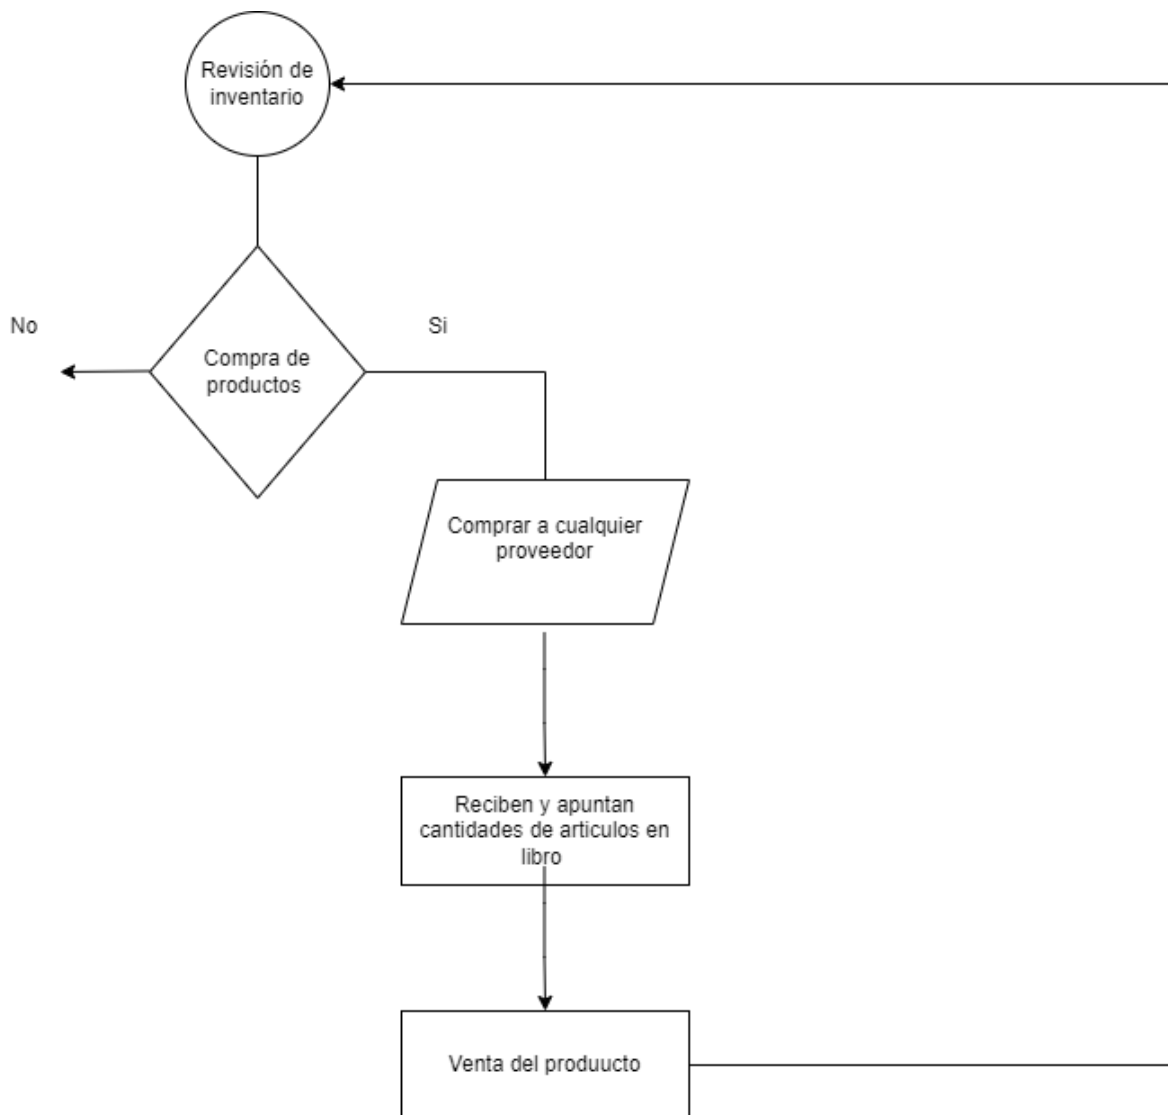 Revisión de
inventario
No
Si
Compra de
productos
Comprar a cualquier
proveedor
Reciben y apuntan
cantidades de articulos en
libro
Venta del produucto